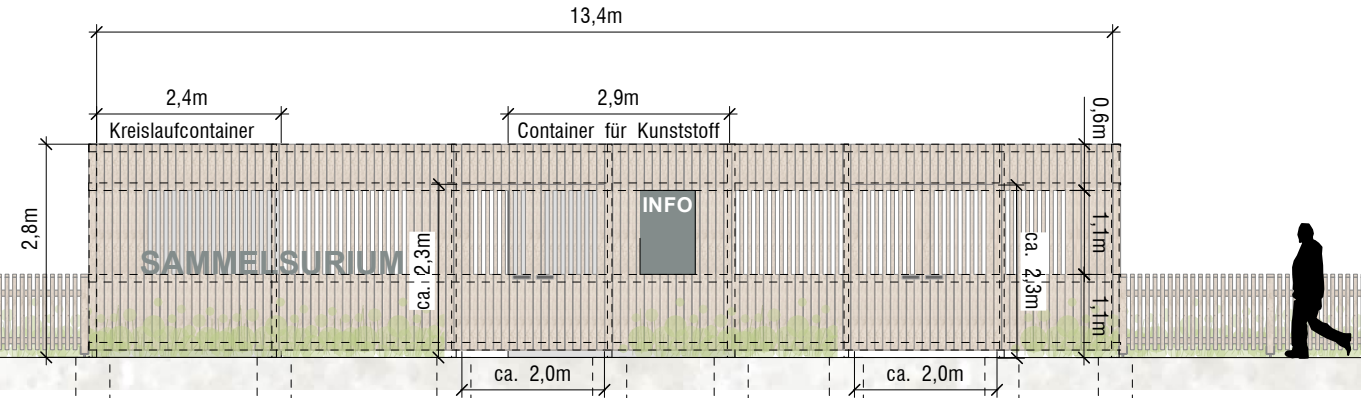 13,4m
2,4m
2,9m
0,6m
Kreislaufcontainer
Container für Kunststoff
INFO
2,8m
SAMMELSURIUM
ca. 2,3m
1,1m
ca. 2,3m
1,1m
ca. 2,0m
ca. 2,0m